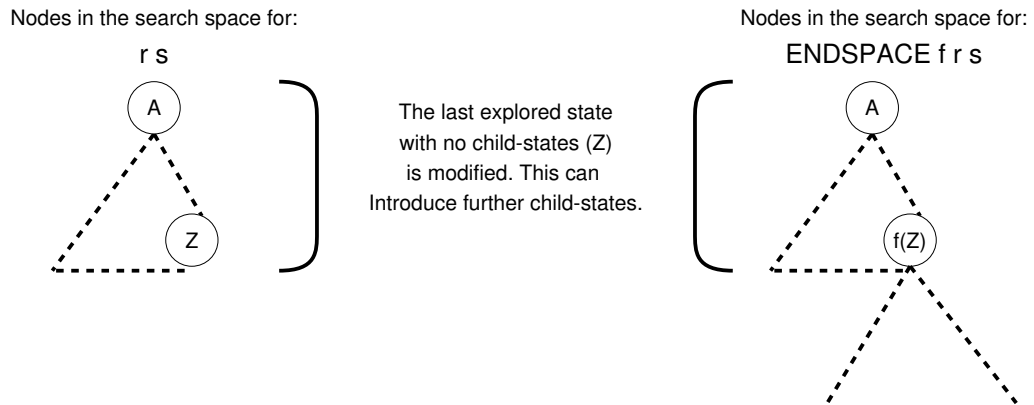 Nodes in the search space for:
r s
A
Z
The last explored state
with no child-states (Z)
is modified. This can
Introduce further child-states.
Nodes in the search space for:
ENDSPACE f r s
A
f(Z)